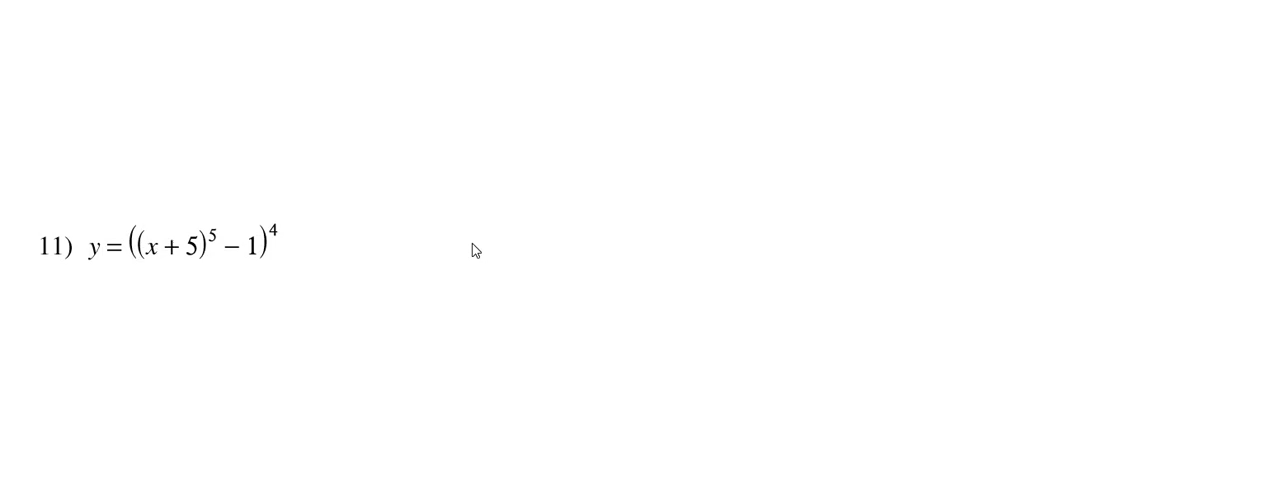 11) y = ((x + 5)⁵ − 1)⁴